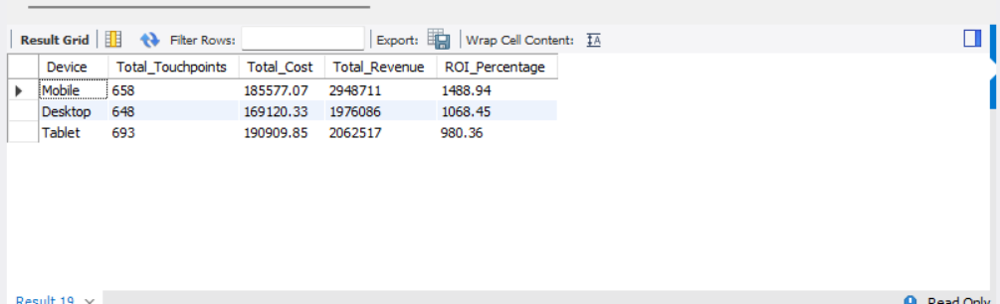 Result Grid Filter Rows: Export: Wrap Cell Content:
Device Total_Touchpoints Total_Cost Total_Revenue ROI_Percentage
Mobile 658 185577.07 2948711 1488.94
Desktop 648 169120.33 1976086 1068.45
Tablet 693 190909.85 2062517 980.36
Result 19 Read Only